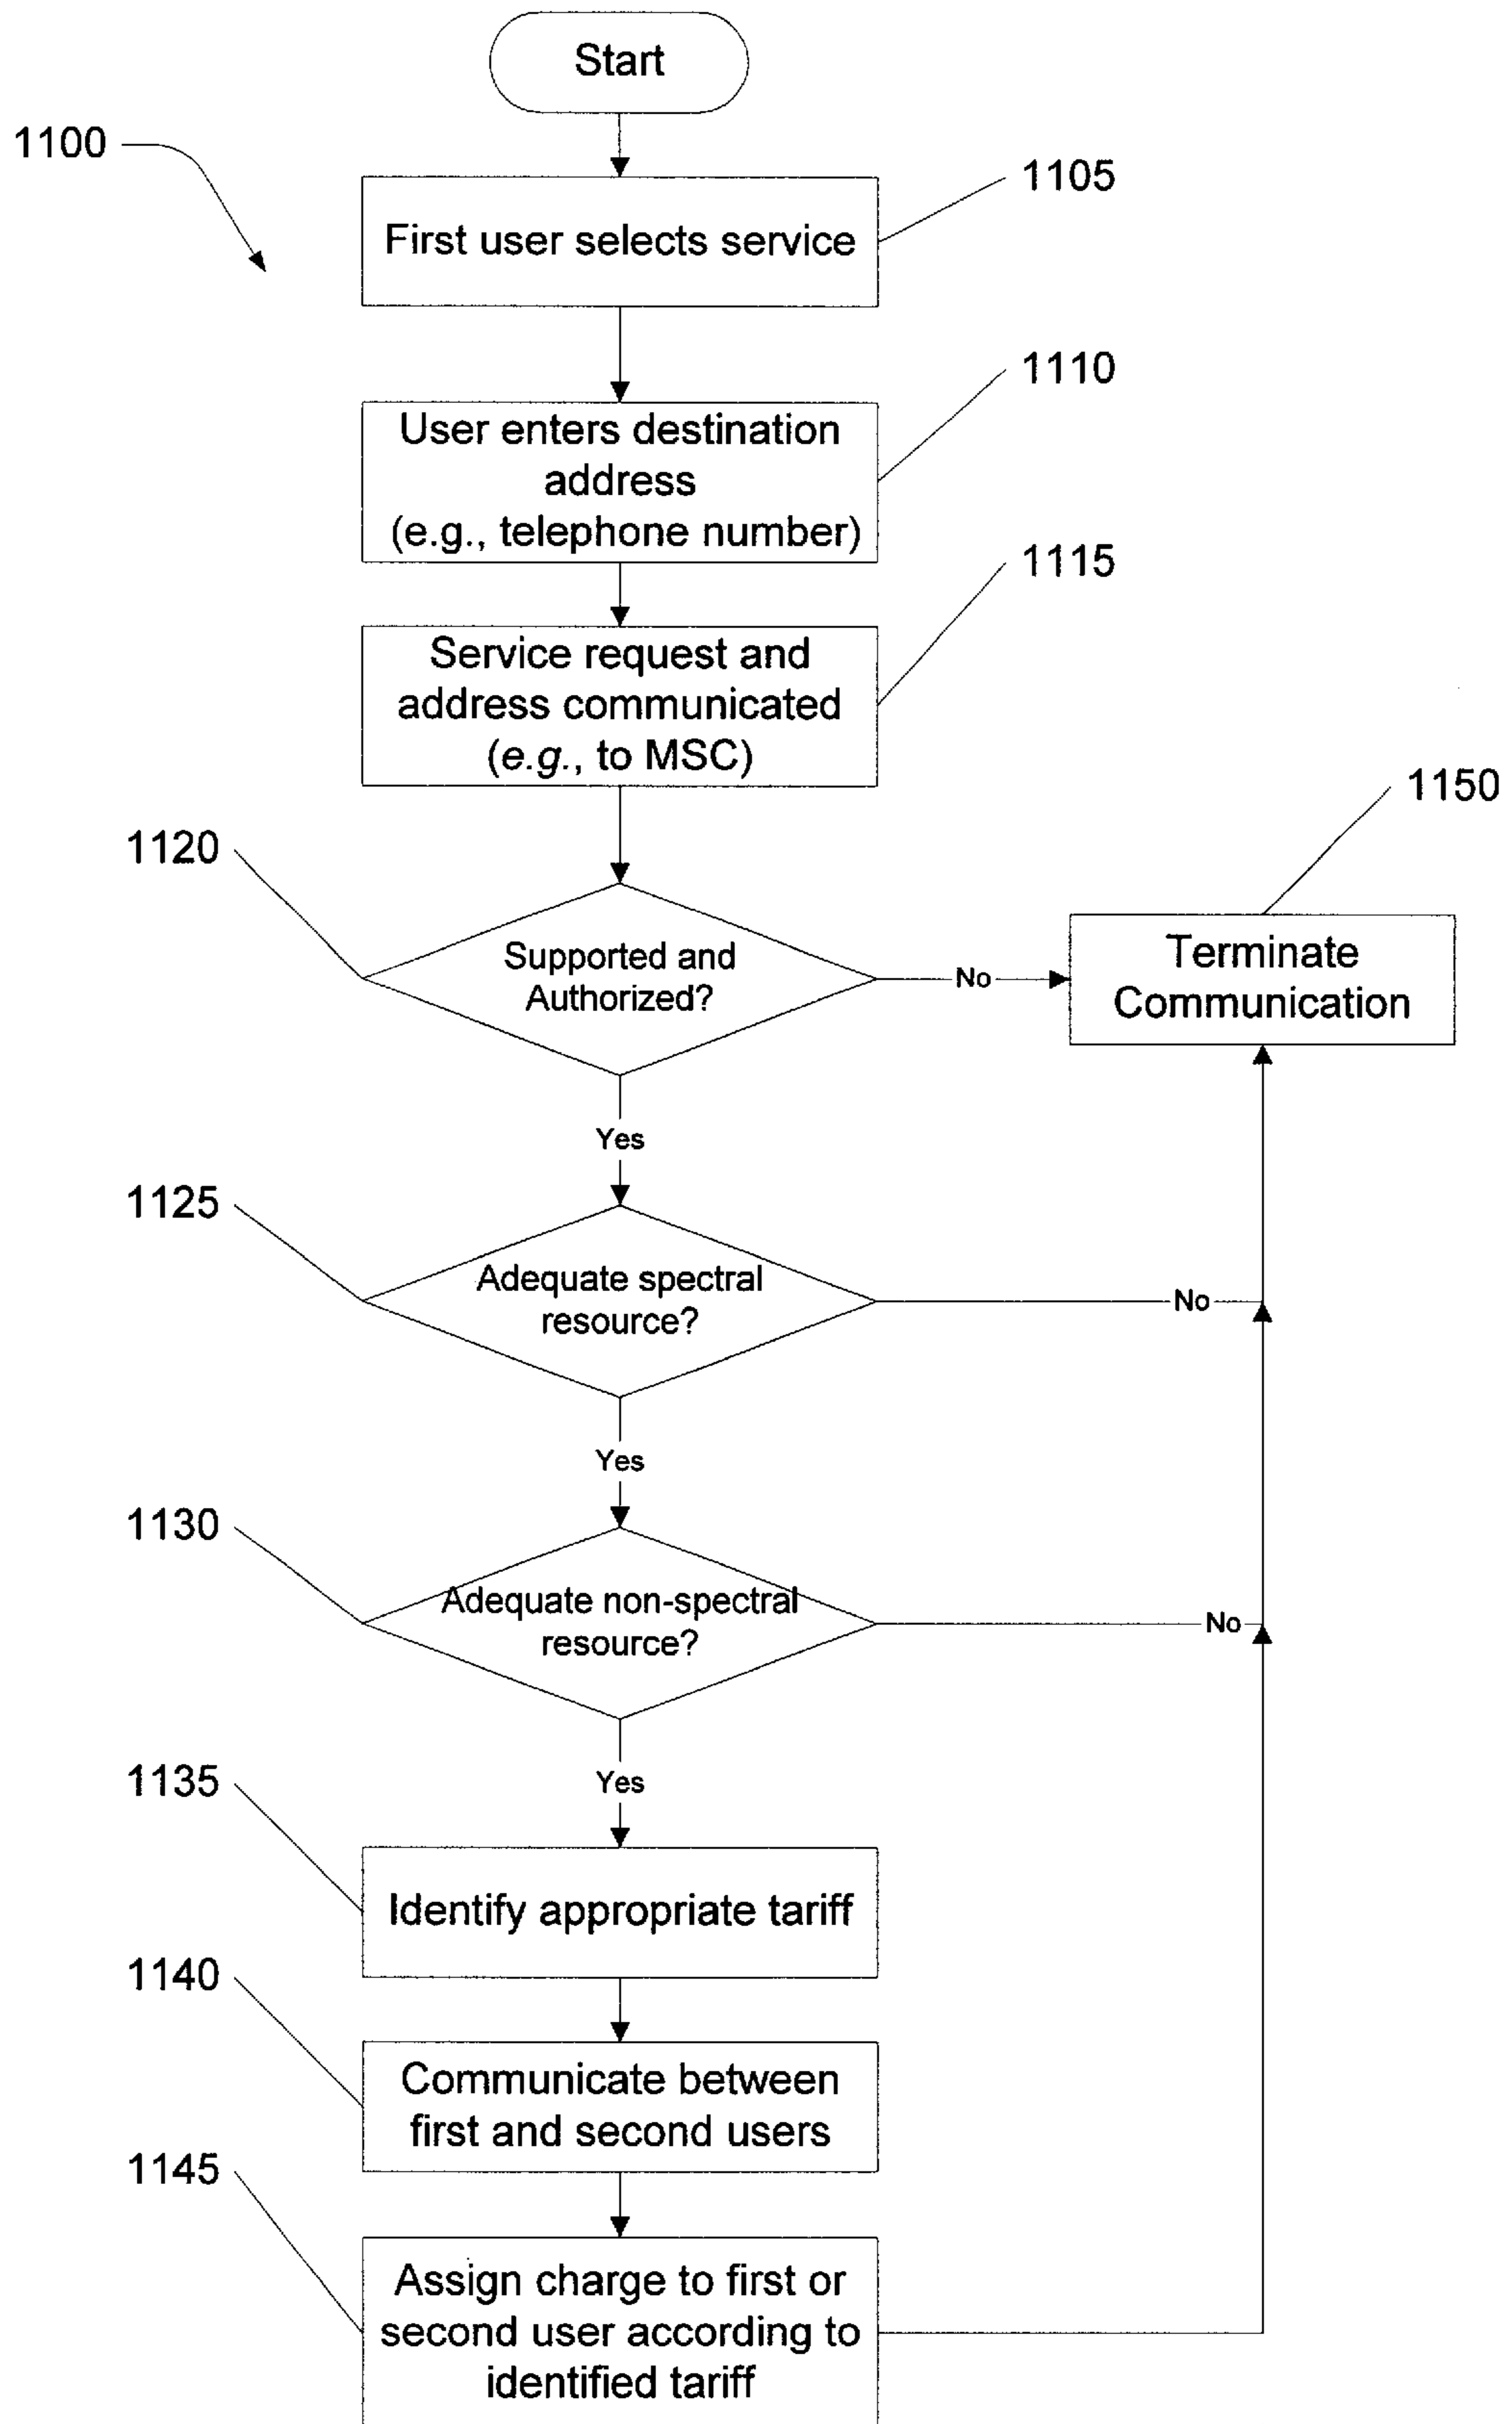 Start
1100
1105
First user selects service
1110
User enters destination
address
(e.g., telephone number)
1115
Service request and
address communicated
(e.g., to MSC)
1150
1120
Supported and
Authorized?
No
Terminate
Communication
Yes
1125
Adequate spectral
resource?
No
Yes
1130
Adequate non-spectral
resource?
No
Yes
1135
Identify appropriate tariff
1140
Communicate between
first and second users
1145
Assign charge to first or
second user according to
identified tariff